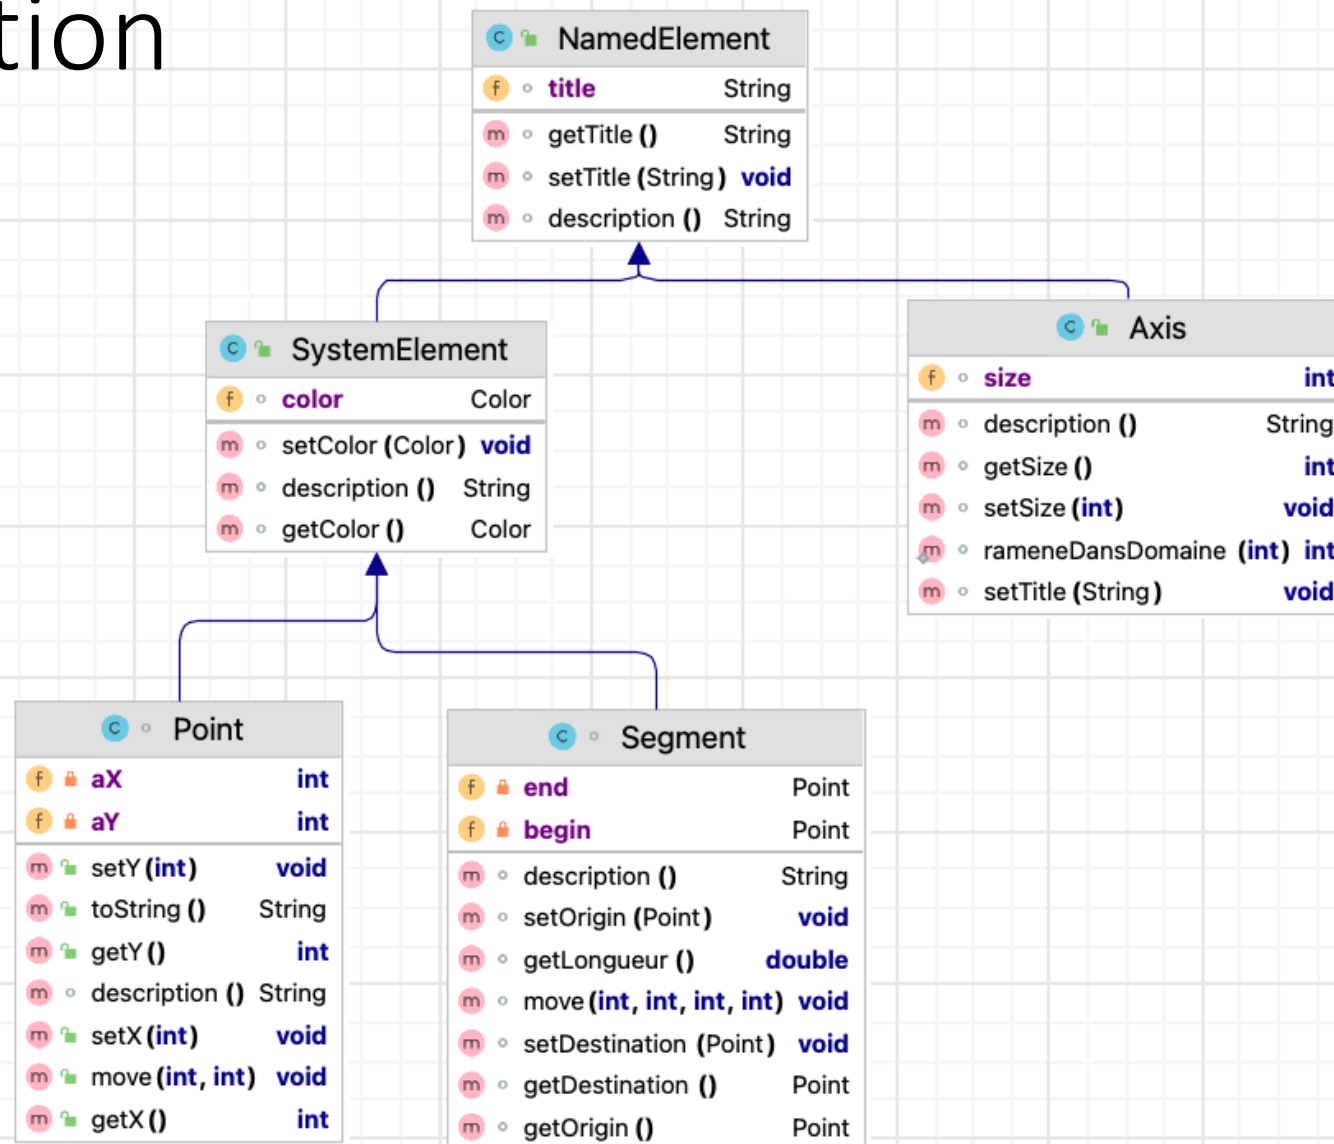 tion
NamedElement
title String
getTitle () String
setTitle (String) void
description () String
SystemElement
color Color
setColor (Color) void
description () String
getColor () Color
Axis
size int
description () String
getSize () int
setSize (int) void
rameneDansDomaine (int) int
setTitle (String) void
Point
aX int
aY int
setY (int) void
toString () String
getY () int
description () String
setX (int) void
move (int, int) void
getX () int
Segment
end Point
begin Point
description () String
setOrigin (Point) void
getLongueur () double
move (int, int, int, int) void
setDestination (Point) void
getDestination () Point
getOrigin () Point